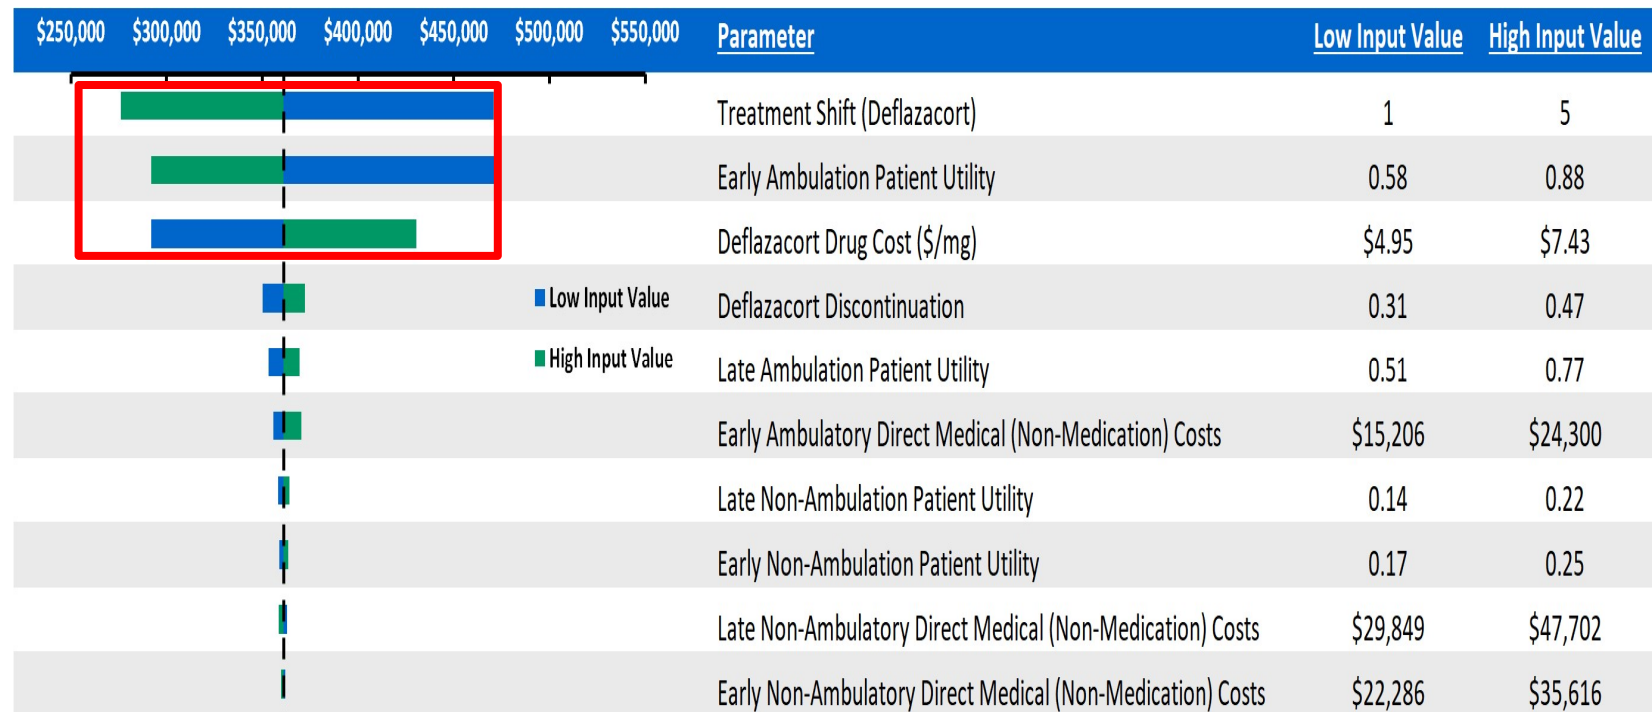 $250,000 $300,000 $350,000 $400,000 $450,000 $500,000 $550,000 Parameter Low Input Value High Input Value
Treatment Shift (Deflazacort) 1 5
Early Ambulation Patient Utility 0.58 0.88
Deflazacort Drug Cost ($/mg) $4.95 $7.43
Low Input Value Deflazacort Discontinuation 0.31 0.47
High Input Value Late Ambulation Patient Utility 0.51 0.77
Early Ambulatory Direct Medical (Non-Medication) Costs $15,206 $24,300
Late Non-Ambulation Patient Utility 0.14 0.22
Early Non-Ambulation Patient Utility 0.17 0.25
Late Non-Ambulatory Direct Medical (Non-Medication) Costs $29,849 $47,702
Early Non-Ambulatory Direct Medical (Non-Medication) Costs $22,286 $35,616